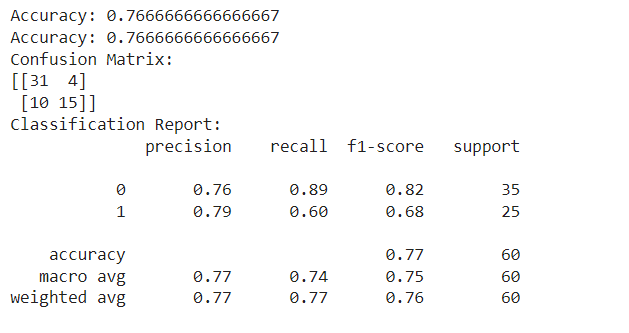 Accuracy: 0.7666666666666667
Accuracy: 0.7666666666666667
Confusion Matrix:
[[31  4]
 [10 15]]
Classification Report:
              precision    recall  f1-score   support

           0       0.76      0.89      0.82        35
           1       0.79      0.60      0.68        25

    accuracy                           0.77        60
   macro avg       0.77      0.74      0.75        60
weighted avg       0.77      0.77      0.76        60